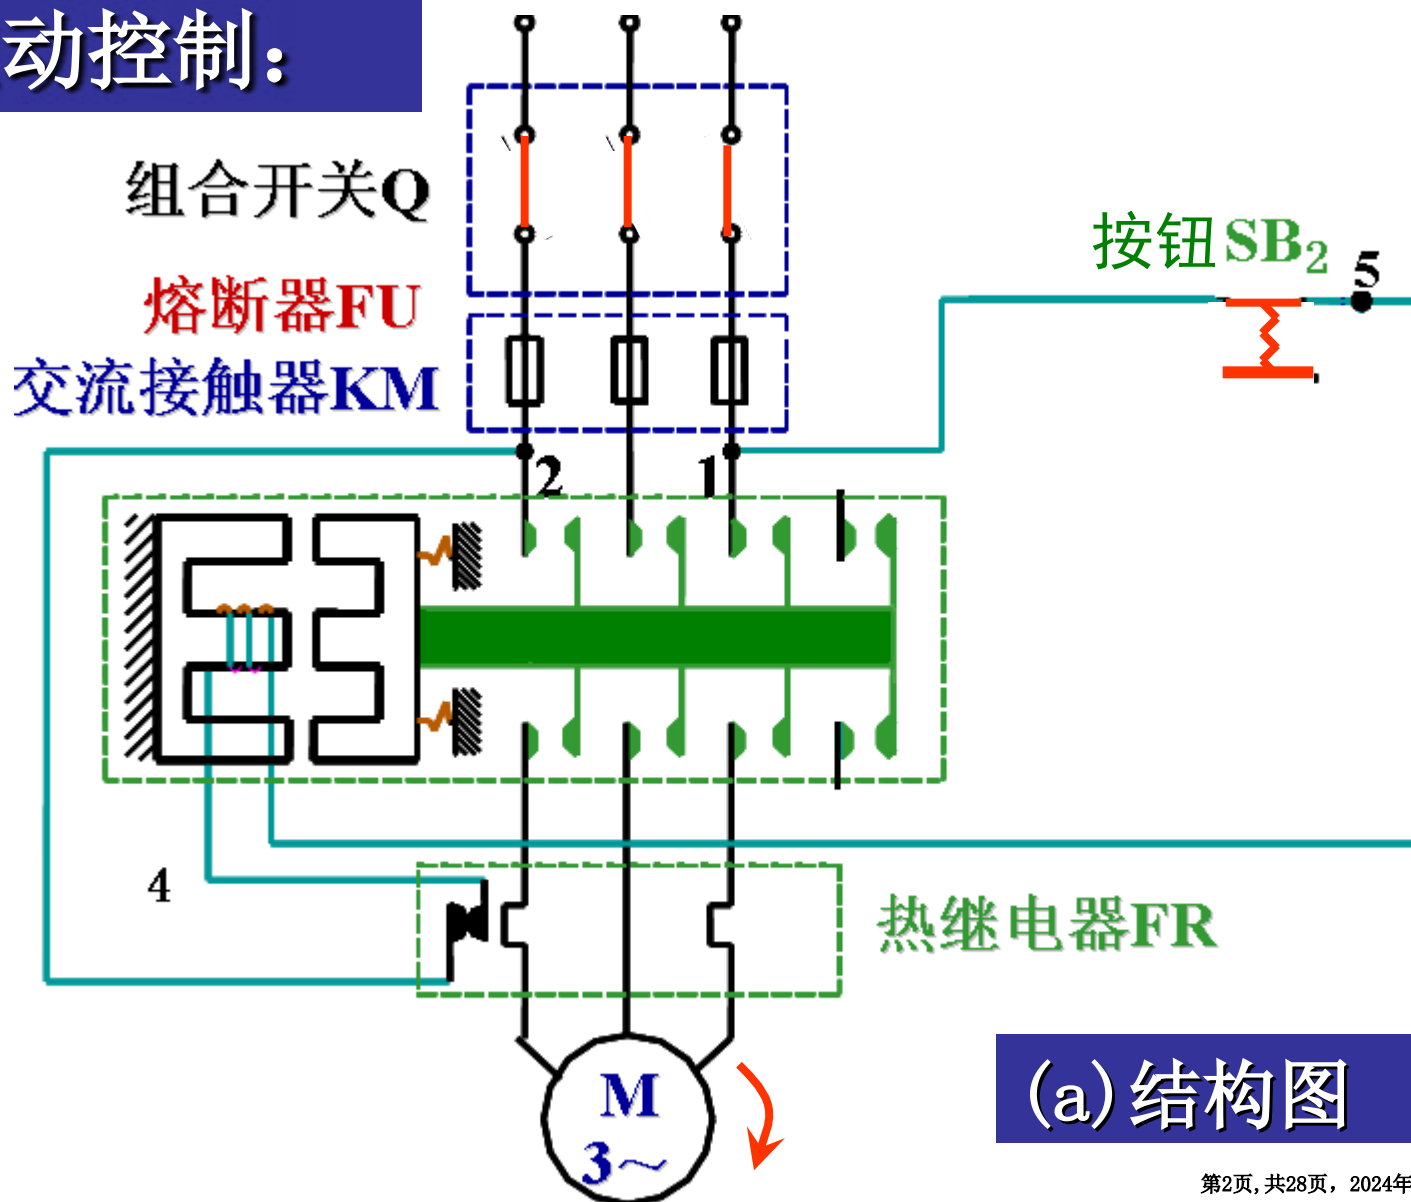 动控制：
组合开关Q
按钮SB₂
5
熔断器FU
交流接触器KM
2
1
4
热继电器FR
M
3～
(a)结构图
第2页,共28页，2024年